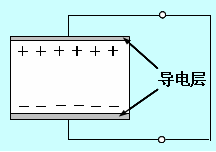 + + + + + +
导电层
— — — — — —